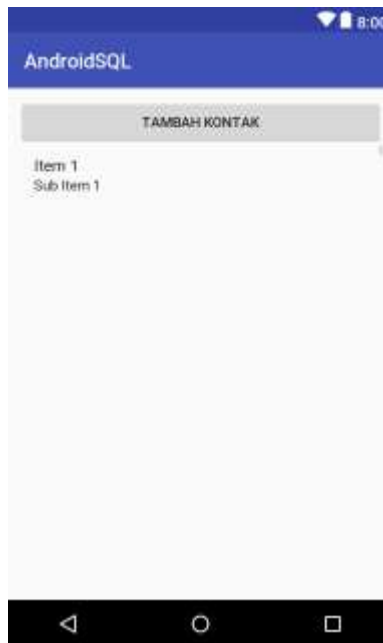 8:00
AndroidSQL
TAMBAH KONTAK
Item 1
Sub Item 1